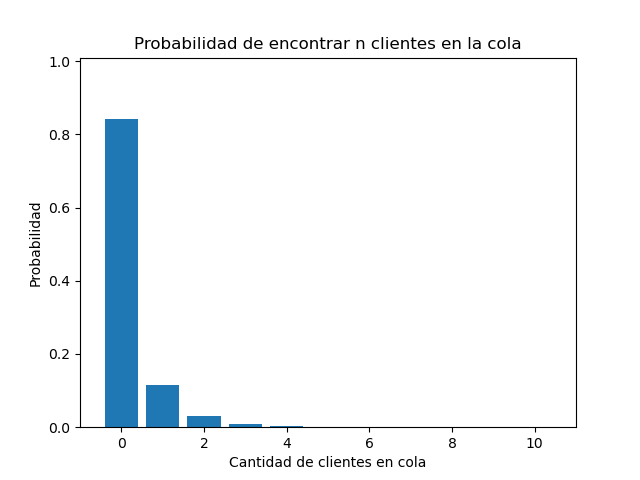 Probabilidad de encontrar n clientes en la cola
1.0
0.8
0.6
0.4
0.2
0.0
Probabilidad
0 2 4 6 8 10
Cantidad de clientes en cola